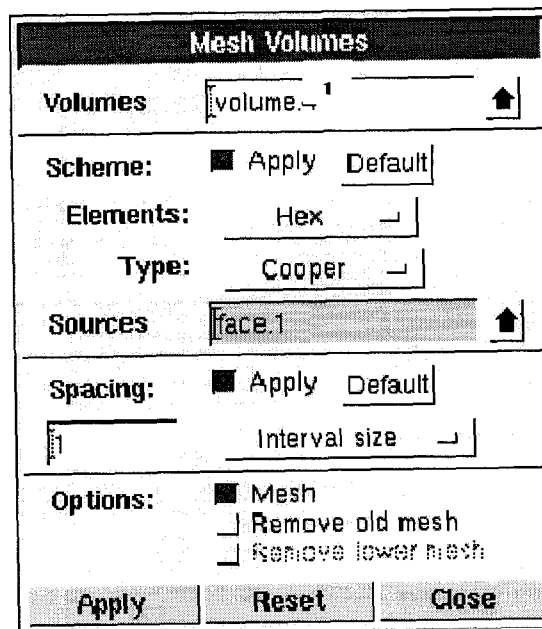 Mesh Volumes
Volumes volume. 1
Scheme: Apply Default
Elements: Hex
Type: Cooper
Sources face.1
Spacing: Apply Default
1 Interval size
Options: Mesh
Remove old mesh
Remove lower mesh
Apply Reset Close